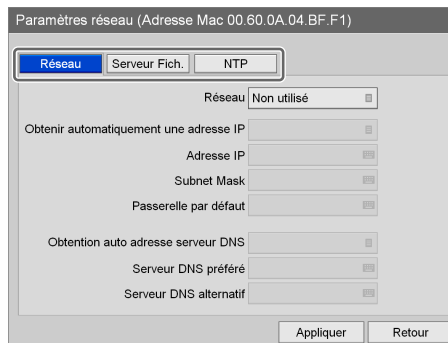 Paramètres réseau (Adresse Mac 00.60.0A.04.BF.F1)
Réseau Serveur Fich. NTP
Réseau Non utilisé
Obtenir automatiquement une adresse IP
Adresse IP
Subnet Mask
Passerelle par défaut
Obtention auto adresse serveur DNS
Serveur DNS préféré
Serveur DNS alternatif
Appliquer Retour